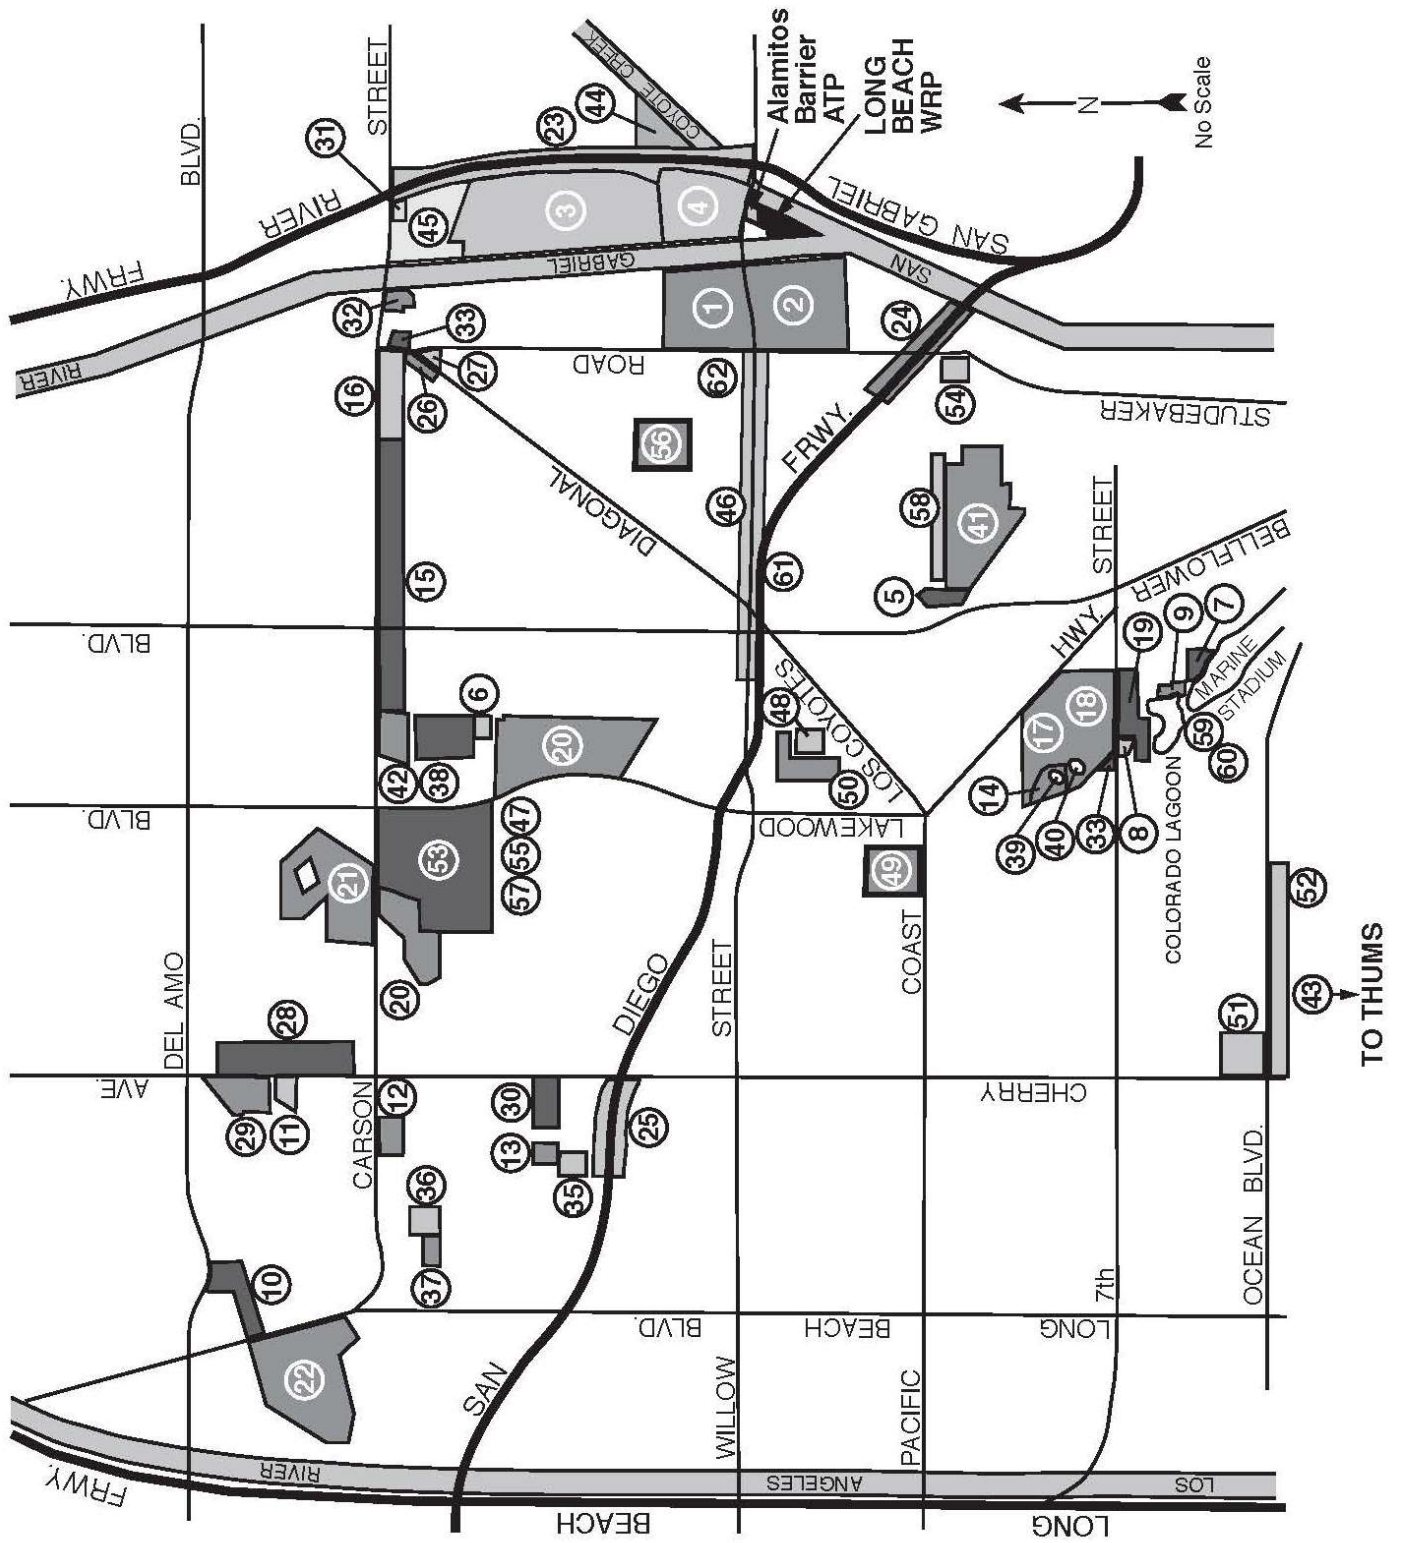 BLVD.
STREET
31
23
44
COYOTE CREEK
Alamitos
Barrier
ATP
LONG
BEACH
WRP
N
No Scale
FRWY.
RIVER
SAN GABRIEL
RIVER
GABRIEL
SAN
45
3
4
32
33
1
2
24
16
26
27
ROAD
62
54
STUDEBAKER
56
DIAGONAL
46
FRWY.
58
41
STREET
BELLFLOWER
15
61
5
BLVD.
HWY.
19
9
7
MARINE
STADIUM
6
42
38
20
48
LOS COYOTES
50
17
18
14
39
40
33
8
59
60
COLORADO LAGOON
BLVD.
LAKEWOOD
21
53
47
55
57
49
20
DEL AMO
28
DIEGO
STREET
COAST
51
52
43
TO THUMS
AVE.
CHERRY
29
11
CARSON
12
30
13
35
25
36
37
10
7th
OCEAN BLVD.
BLVD.
BEACH
LONG
22
SAN
WILLOW
PACIFIC
FRWY.
RIVER
ANGELES
LOS
BEACH
LONG